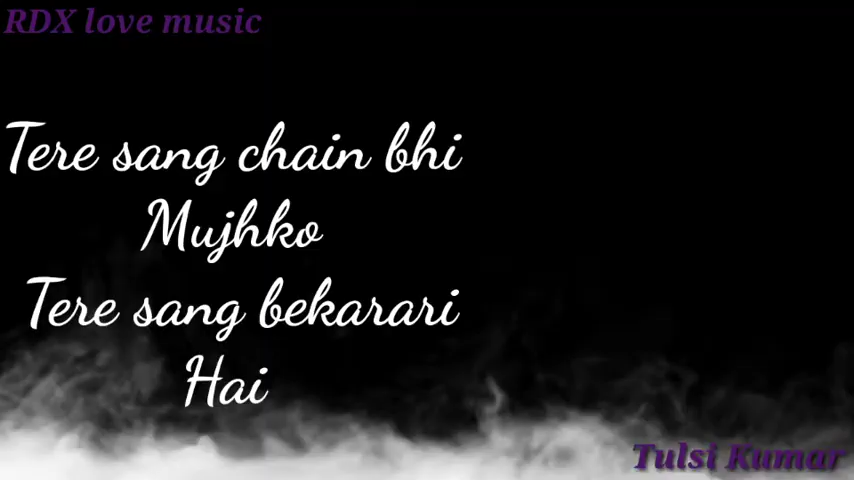 RDX love music
Tere sang chain bhi
Mujhko
Tere sang bekarari
Hai
Tulsi Kumar